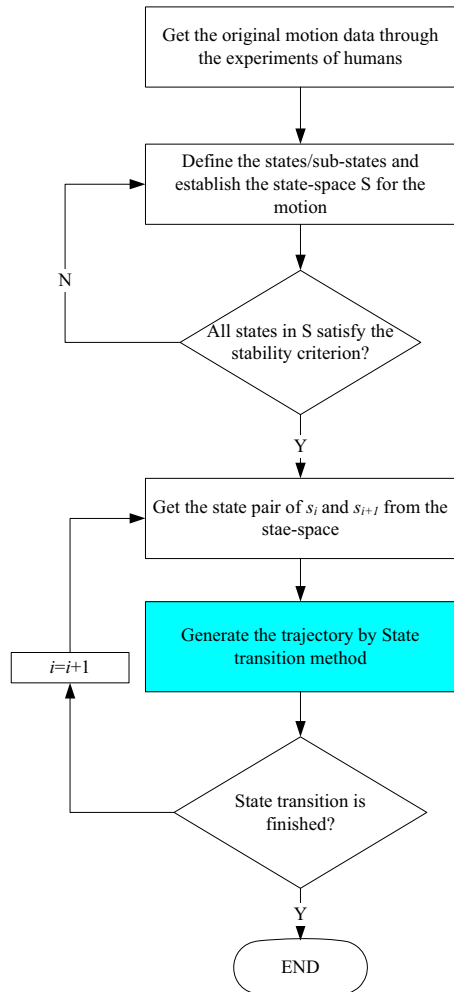 Get the original motion data through
the experiments of humans
Define the states/sub-states and
establish the state-space S for the
motion
N
All states in S satisfy the
stability criterion?
Y
Get the state pair of si and si+1 from the
stae-space
Generate the trajectory by State
transition method
i=i+1
State transition is
finished?
Y
END